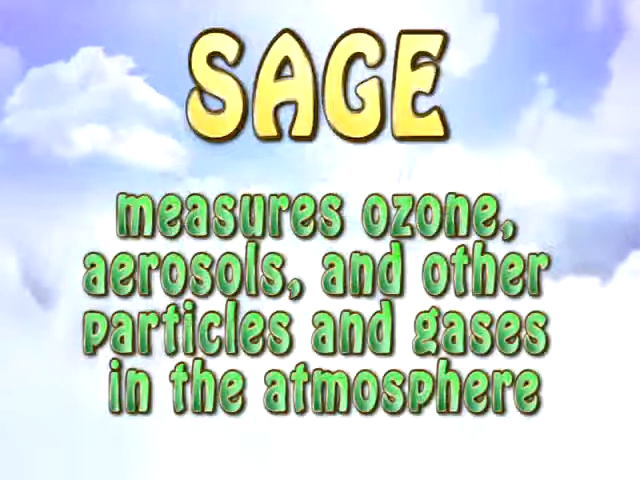 SAGE
measures ozone,
aerosols, and other
particles and gases
in the atmosphere